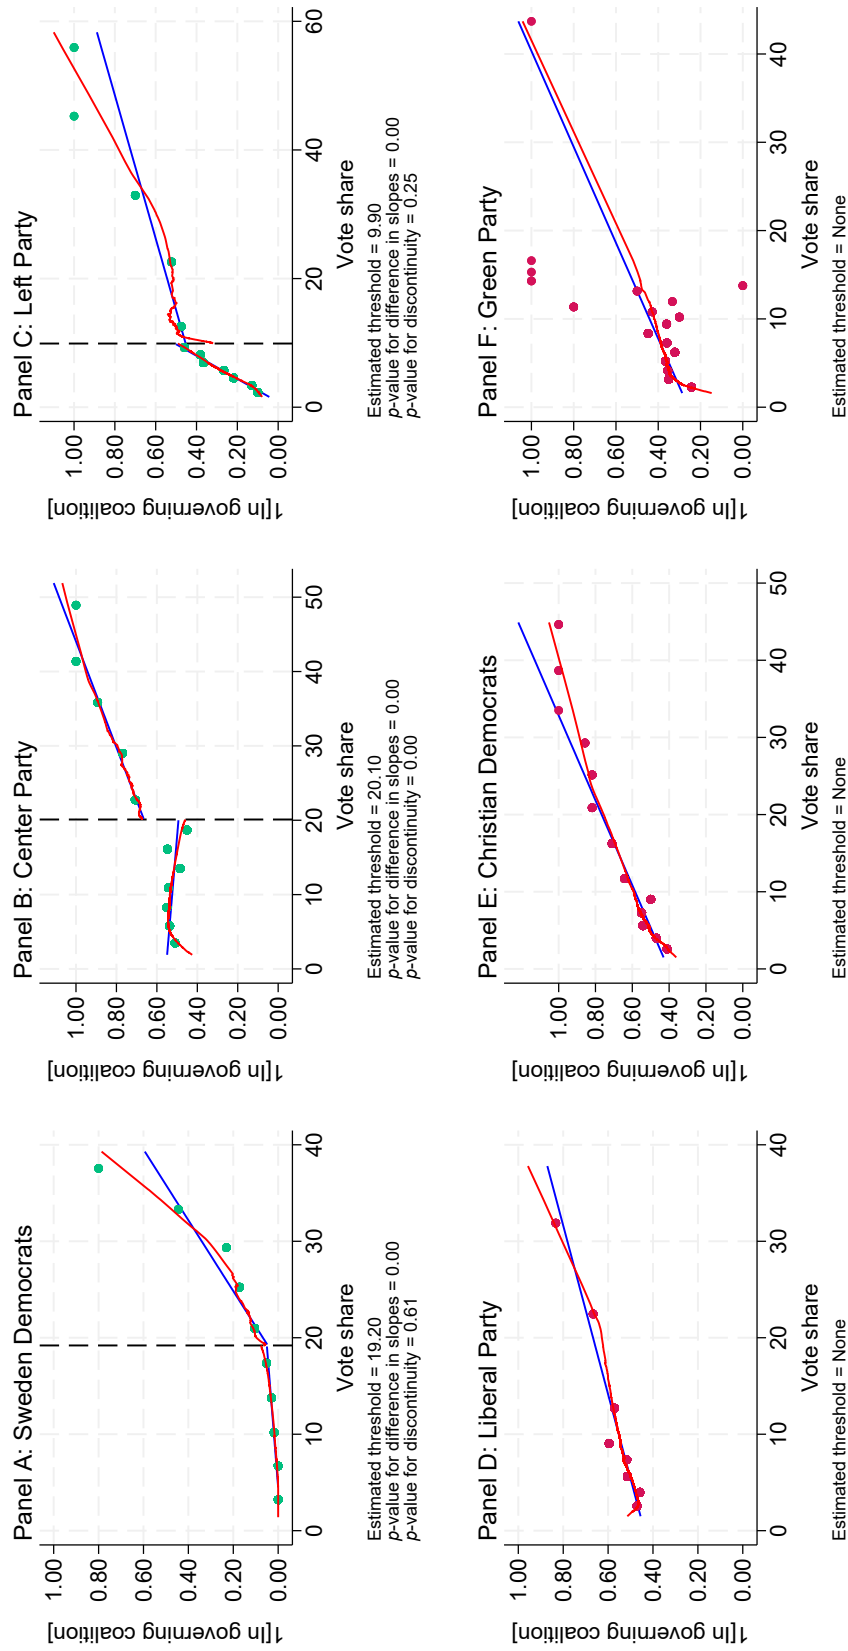 Panel A: Sweden Democrats
1[In governing coalition]
1.00
0.80
0.60
0.40
0.20
0.00
0 10 20 30 40
Vote share
Estimated threshold = 19.20
p-value for difference in slopes = 0.00
p-value for discontinuity = 0.61
Panel B: Center Party
1[In governing coalition]
1.00
0.80
0.60
0.40
0.20
0.00
0 10 20 30 40 50
Vote share
Estimated threshold = 20.10
p-value for difference in slopes = 0.00
p-value for discontinuity = 0.00
Panel C: Left Party
1[In governing coalition]
1.00
0.80
0.60
0.40
0.20
0.00
0 20 40 60
Vote share
Estimated threshold = 9.90
p-value for difference in slopes = 0.00
p-value for discontinuity = 0.25
Panel D: Liberal Party
1[In governing coalition]
1.00
0.80
0.60
0.40
0.20
0.00
0 10 20 30 40
Vote share
Estimated threshold = None
Panel E: Christian Democrats
1[In governing coalition]
1.00
0.80
0.60
0.40
0.20
0.00
0 10 20 30 40 50
Vote share
Estimated threshold = None
Panel F: Green Party
1[In governing coalition]
1.00
0.80
0.60
0.40
0.20
0.00
0 10 20 30 40
Vote share
Estimated threshold = None